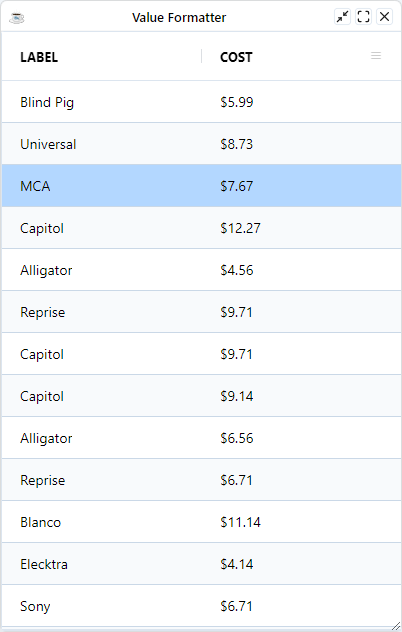 Value Formatter
LABEL COST
Blind Pig $5.99
Universal $8.73
MCA $7.67
Capitol $12.27
Alligator $4.56
Reprise $9.71
Capitol $9.71
Capitol $9.14
Alligator $6.56
Reprise $6.71
Blanco $11.14
Elecktra $4.14
Sony $6.71